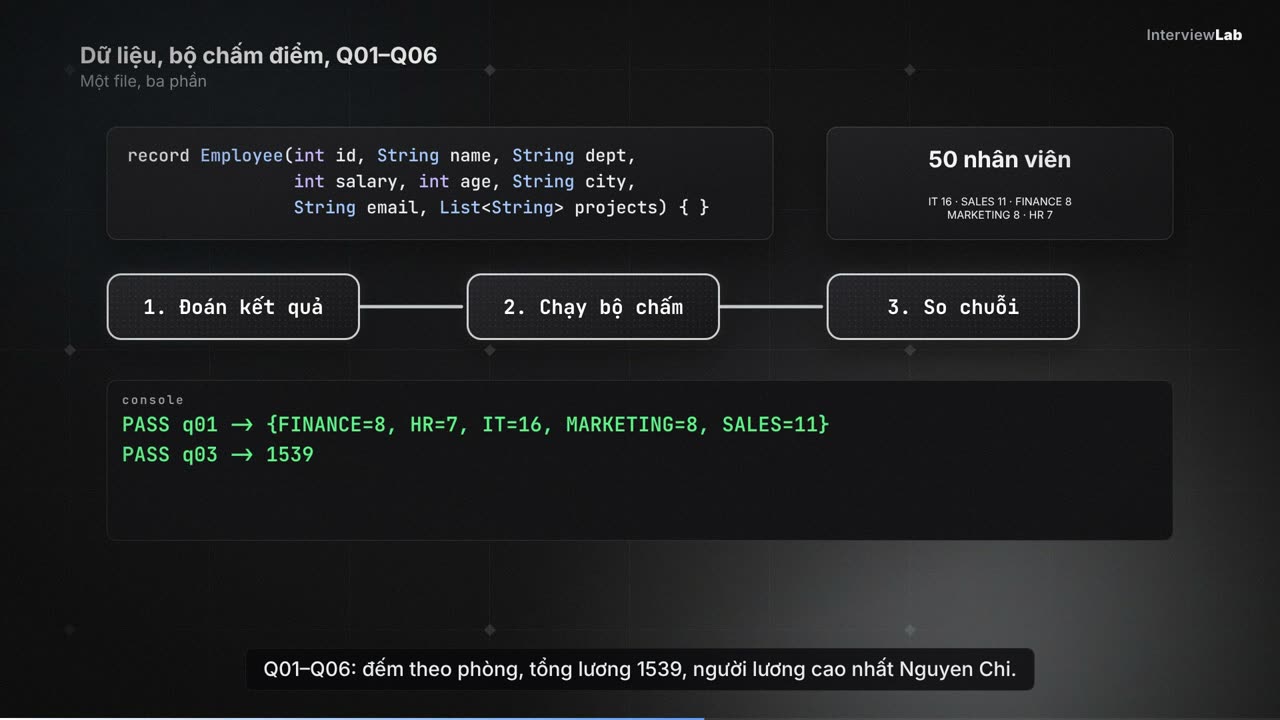 Dữ liệu, bộ chấm điểm, Q01–Q06
Một file, ba phần
InterviewLab
record Employee(int id, String name, String dept,
int salary, int age, String city,
String email, List<String> projects) { }
50 nhân viên
IT 16 · SALES 11 · FINANCE 8
MARKETING 8 · HR 7
1. Đoán kết quả
2. Chạy bộ chấm
3. So chuỗi
console
PASS q01 → {FINANCE=8, HR=7, IT=16, MARKETING=8, SALES=11}
PASS q03 → 1539
Q01–Q06: đếm theo phòng, tổng lương 1539, người lương cao nhất Nguyen Chi.